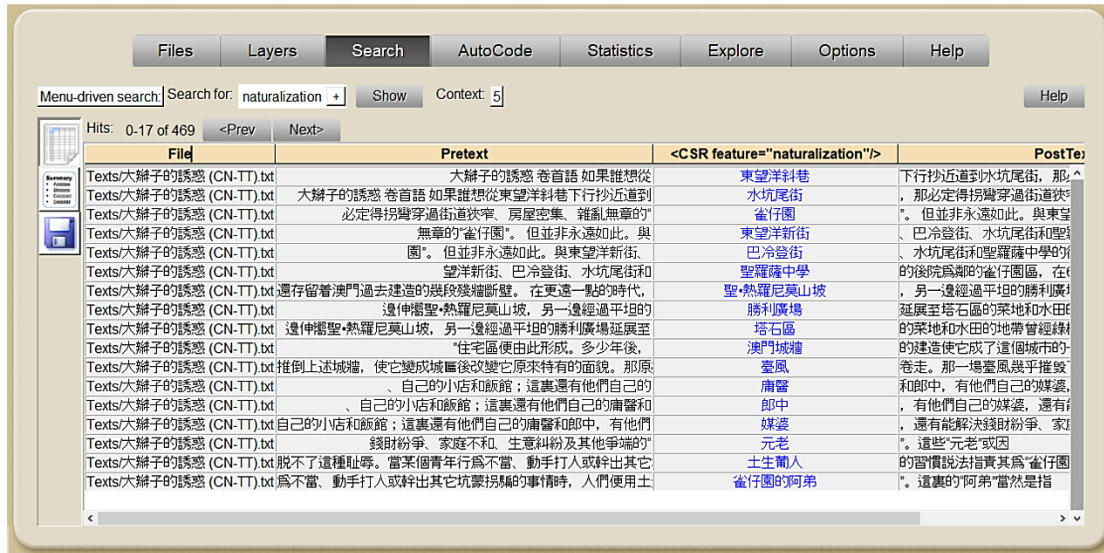 Files Layers Search AutoCode Statistics Explore Options Help
Menu-driven search: Search for: naturalization + Show Context: 5 Help
Hits: 0-17 of 469 <Prev Next>
Summary
File Pretext <CSR feature="naturalization"/> PostTex
Texts/大辮子的誘惑 (CN-TT).txt 大辮子的誘惑 卷首語 如果誰想從 東望洋斜巷 下行抄近道到水坑尾街，那
Texts/大辮子的誘惑 (CN-TT).txt 大辮子的誘惑 卷首語 如果誰想從東望洋斜巷下行抄近道到 水坑尾街 ，那必定得拐彎穿過街道狹
Texts/大辮子的誘惑 (CN-TT).txt 必定得拐彎穿過街道狹窄、房屋密集、雜亂無章的" 雀仔園 "。 但並非永遠如此。與東望
Texts/大辮子的誘惑 (CN-TT).txt 無章的"雀仔園"。 但並非永遠如此。與 東望洋新街 、巴冷登街、水坑尾街和聖
Texts/大辮子的誘惑 (CN-TT).txt 園"。 但並非永遠如此。與東望洋新街、 巴冷登街 、水坑尾街和聖羅薩中學的
Texts/大辮子的誘惑 (CN-TT).txt 望洋新街、巴冷登街、水坑尾街和 聖羅薩中學 的後院爲鄰的雀仔園區，在
Texts/大辮子的誘惑 (CN-TT).txt 還存留着澳門過去建造的幾段殘牆斷壁。 在更遠一點的時代， 聖•熱羅尼莫山坡 ，另一邊經過平坦的勝利廣
Texts/大辮子的誘惑 (CN-TT).txt 邊伸嚮聖•熱羅尼莫山坡，另一邊經過平坦的 勝利廣場 延展至塔石區的菜地和水田
Texts/大辮子的誘惑 (CN-TT).txt 邊伸嚮聖•熱羅尼莫山坡，另一邊經過平坦的勝利廣場延展至 塔石區 的菜地和水田的地帶曾經綠
Texts/大辮子的誘惑 (CN-TT).txt "住宅區便由此形成。多少年後， 澳門城牆 的建造使它成了這個城市的
Texts/大辮子的誘惑 (CN-TT).txt 推倒上述城牆，使它變成城區後改變它原來特有的面貌。那原 臺風 卷走。那一場臺風幾乎摧毀
Texts/大辮子的誘惑 (CN-TT).txt 、自己的小店和飯館；這裏還有他們自己的 庸醫 和郎中，有他們自己的媒婆，
Texts/大辮子的誘惑 (CN-TT).txt 、自己的小店和飯館；這裏還有他們自己的庸醫和 郎中 ，有他們自己的媒婆，還有
Texts/大辮子的誘惑 (CN-TT).txt 自己的小店和飯館；這裏還有他們自己的庸醫和郎中，有他們 媒婆 ，還有能解決錢財紛爭、家
Texts/大辮子的誘惑 (CN-TT).txt 錢財紛爭、家庭不和、生意糾紛及其他爭端的" 元老 "。這些"元老"或因
Texts/大辮子的誘惑 (CN-TT).txt 脱不了這種耻辱。當某個青年行爲不當、動手打人或幹出其它 土生葡人 的習慣説法指責其爲"雀仔園
Texts/大辮子的誘惑 (CN-TT).txt 爲不當、動手打人或幹出其它坑蒙拐騙的事情時，人們便用土 雀仔園的阿弟 "。這裏的"阿弟"當然是指